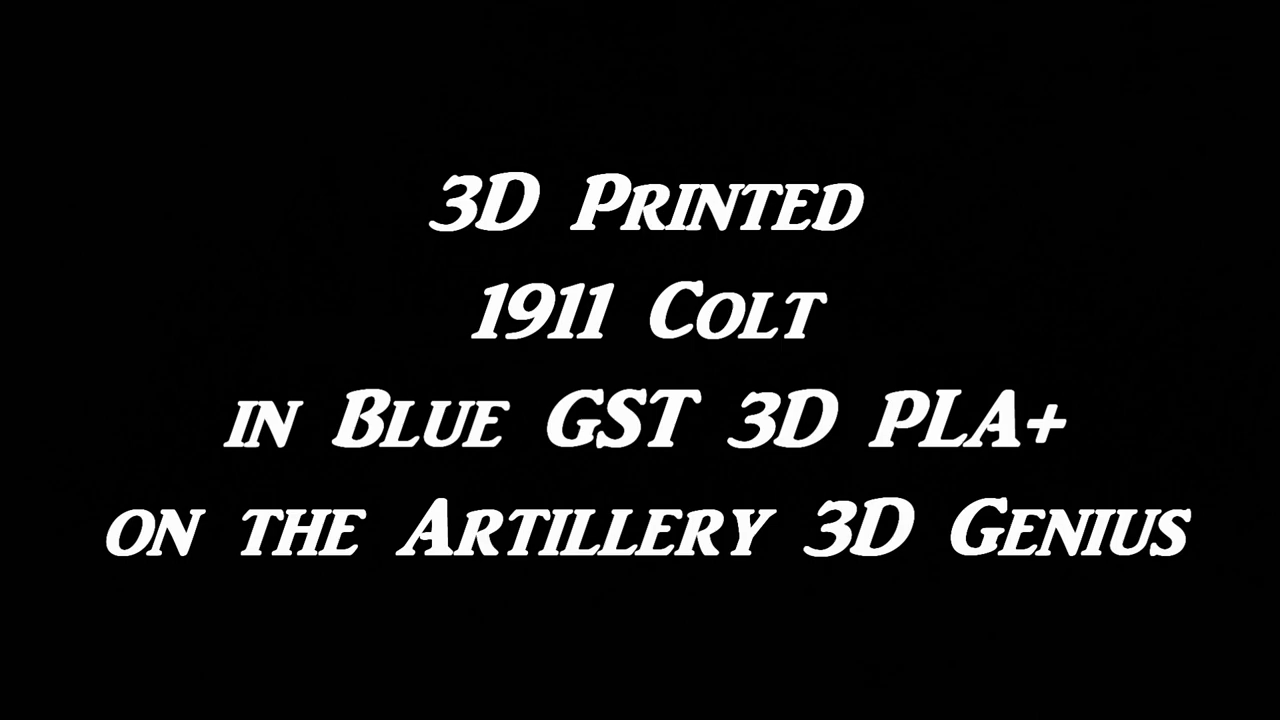 3D Printed
1911 Colt
in Blue GST 3D PLA+
on the Artillery 3D Genius